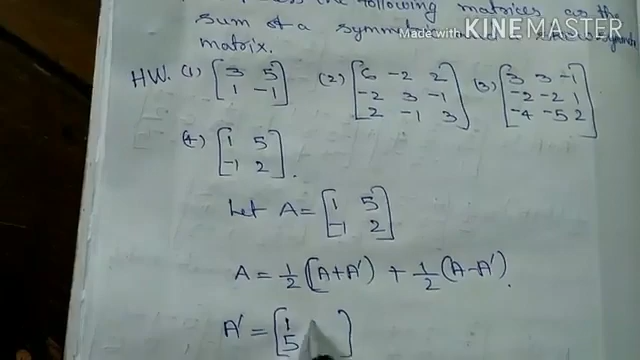 the following matrices as the
sum of a
matrix.
Made with KINEMASTER
HW. (1) [3 5 (2) [6 -2 2 (3) [3 3 -1
1 -1] -2 3 -1 -2 -2 1
2 -1 3] -4 -5 2]
(4) [1 5
-1 2].
Let A = [1 5
-1 2]
A = 1/2 (A+A') + 1/2 (A-A').
A' = [1
5 ]